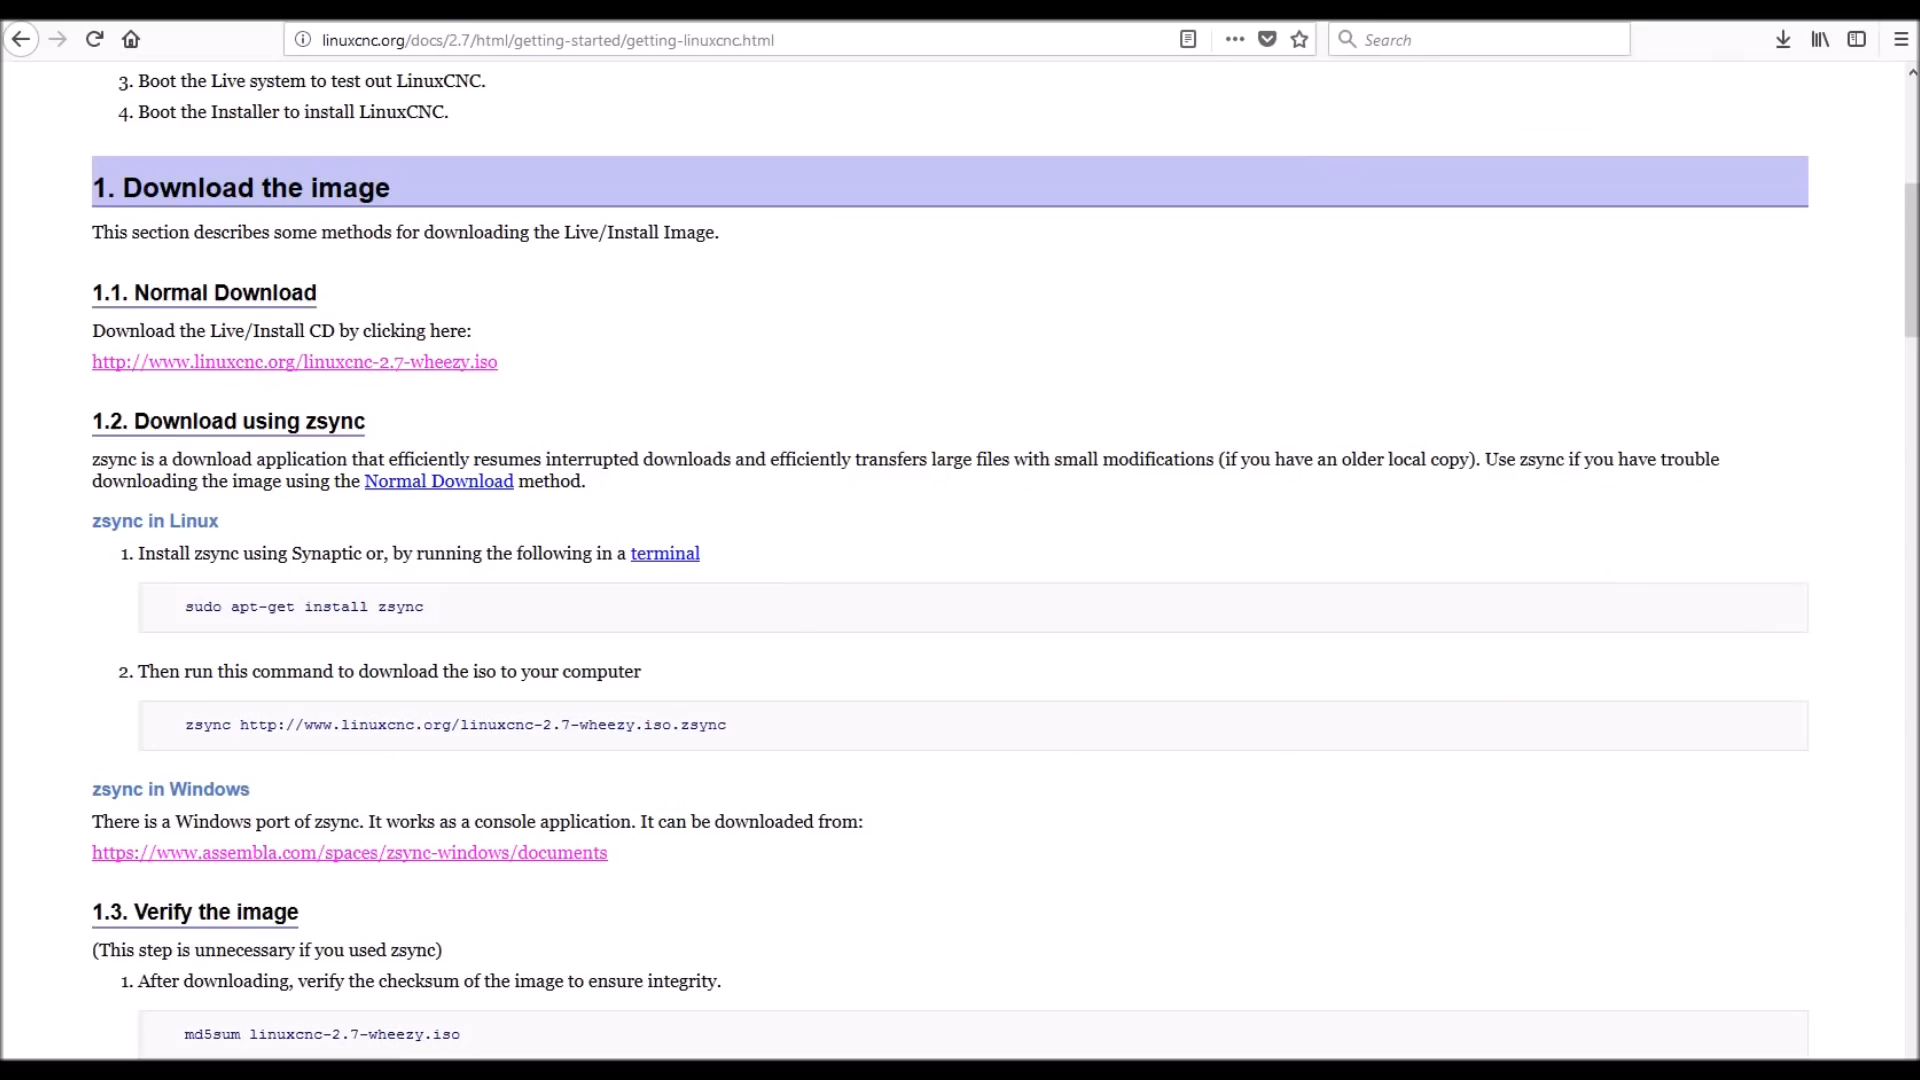 linuxcnc.org/docs/2.7/html/getting-started/getting-linuxcnc.html
Search
3. Boot the Live system to test out LinuxCNC.
4. Boot the Installer to install LinuxCNC.
1. Download the image
This section describes some methods for downloading the Live/Install Image.
1.1. Normal Download
Download the Live/Install CD by clicking here:
http://www.linuxcnc.org/linuxcnc-2.7-wheezy.iso
1.2. Download using zsync
zsync is a download application that efficiently resumes interrupted downloads and efficiently transfers large files with small modifications (if you have an older local copy). Use zsync if you have trouble
downloading the image using the Normal Download method.
zsync in Linux
1. Install zsync using Synaptic or, by running the following in a terminal
sudo apt-get install zsync
2. Then run this command to download the iso to your computer
zsync http://www.linuxcnc.org/linuxcnc-2.7-wheezy.iso.zsync
zsync in Windows
There is a Windows port of zsync. It works as a console application. It can be downloaded from:
https://www.assembla.com/spaces/zsync-windows/documents
1.3. Verify the image
(This step is unnecessary if you used zsync)
1. After downloading, verify the checksum of the image to ensure integrity.
md5sum linuxcnc-2.7-wheezy.iso